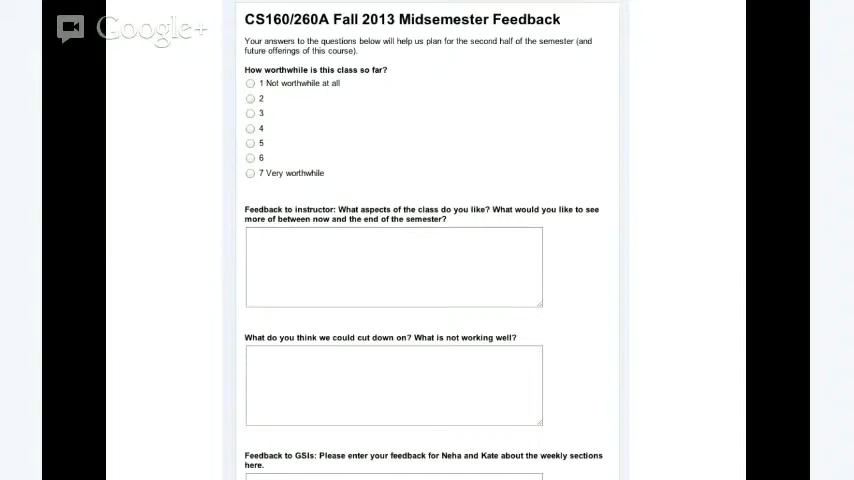 Google+
CS160/260A Fall 2013 Midsemester Feedback
Your answers to the questions below will help us plan for the second half of the semester (and
future offerings of this course).
How worthwhile is this class so far?
1 Not worthwhile at all
2
3
4
5
6
7 Very worthwhile
Feedback to instructor: What aspects of the class do you like? What would you like to see
more of between now and the end of the semester?
What do you think we could cut down on? What is not working well?
Feedback to GSIs: Please enter your feedback for Neha and Kate about the weekly sections
here.